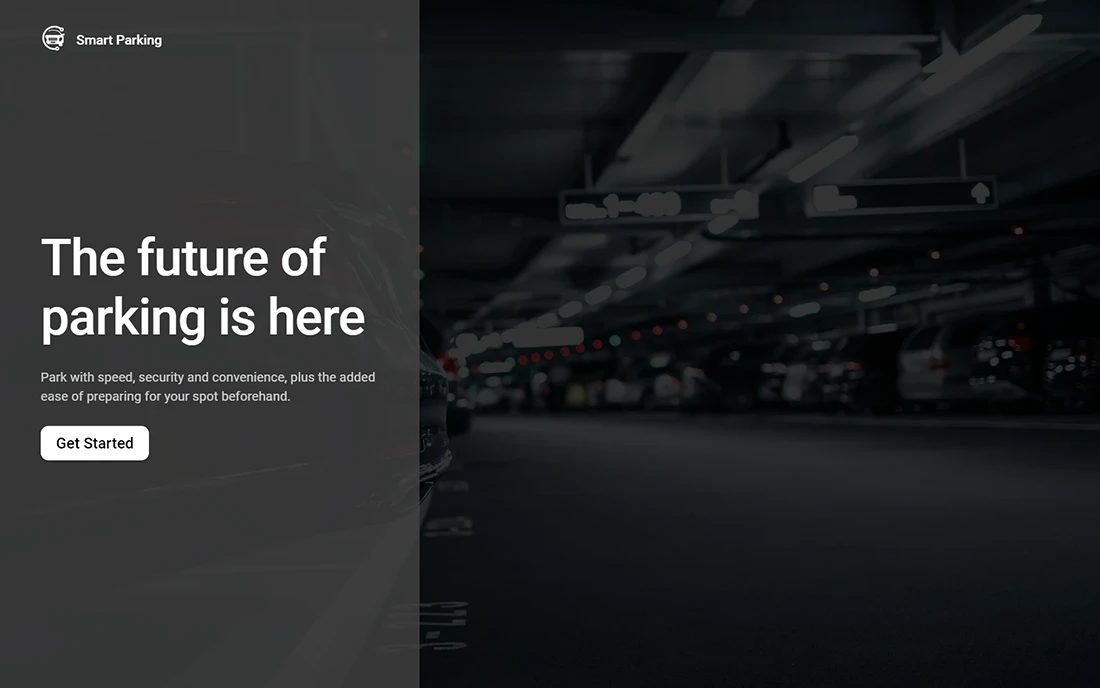 Smart Parking
The future of
parking is here
Park with speed, security and convenience, plus the added
ease of preparing for your spot beforehand.
Get Started